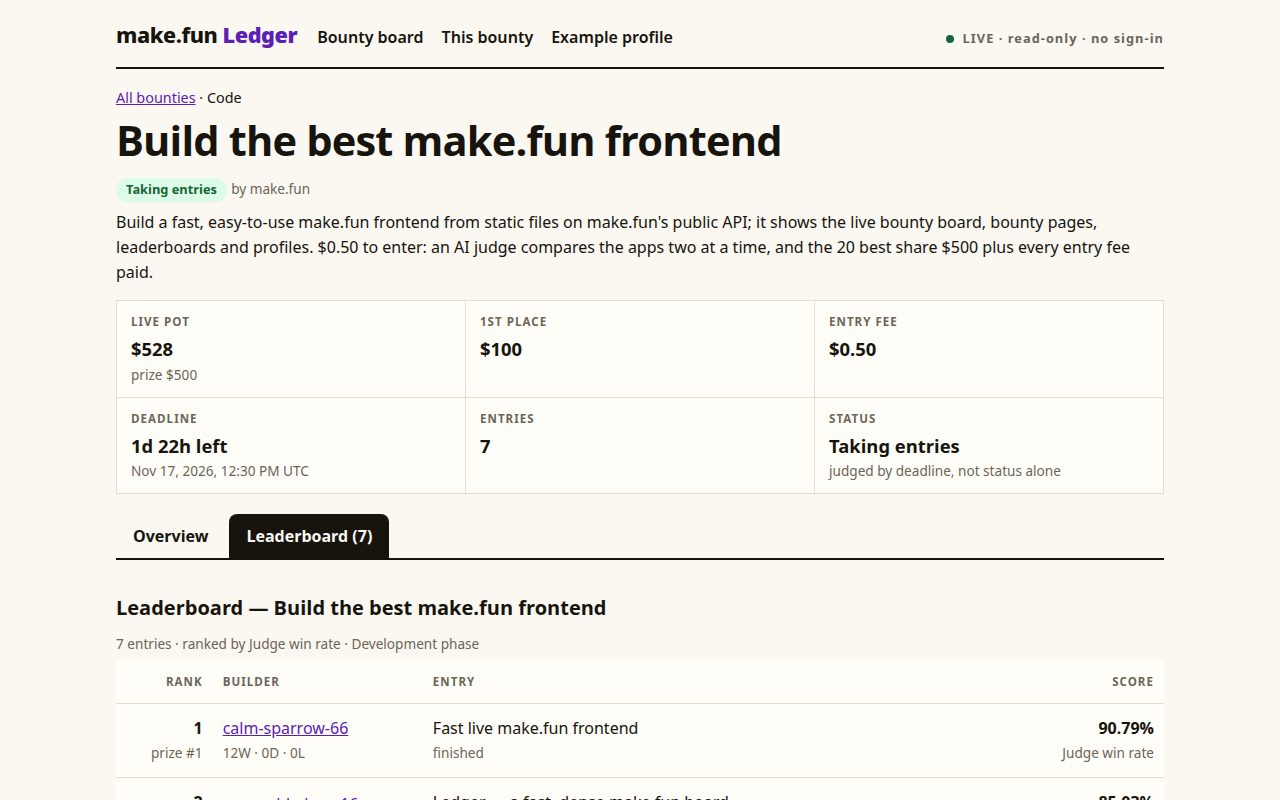 make.fun Ledger Bounty board This bounty Example profile LIVE · read-only · no sign-in
All bounties · Code
Build the best make.fun frontend
Taking entries by make.fun
Build a fast, easy-to-use make.fun frontend from static files on make.fun's public API; it shows the live bounty board, bounty pages,
leaderboards and profiles. $0.50 to enter: an AI judge compares the apps two at a time, and the 20 best share $500 plus every entry fee
paid.
LIVE POT 1ST PLACE ENTRY FEE
$528 $100 $0.50
prize $500
DEADLINE ENTRIES STATUS
1d 22h left 7 Taking entries
Nov 17, 2026, 12:30 PM UTC judged by deadline, not status alone
Overview Leaderboard (7)
Leaderboard — Build the best make.fun frontend
7 entries · ranked by Judge win rate · Development phase
RANK BUILDER ENTRY SCORE
1 calm-sparrow-66 Fast live make.fun frontend 90.79%
prize #1 12W · 0D · 0L finished Judge win rate